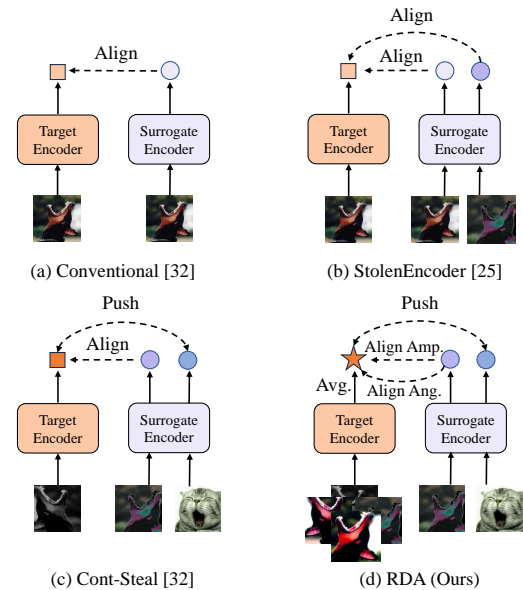 Align
Target
Encoder
Surrogate
Encoder
(a) Conventional [32]
Align
Align
Target
Encoder
Surrogate
Encoder
(b) StolenEncoder [25]
Push
Align
Target
Encoder
Surrogate
Encoder
(c) Cont-Steal [32]
Push
Align Amp.
Align Ang.
Avg.
Target
Encoder
Surrogate
Encoder
(d) RDA (Ours)